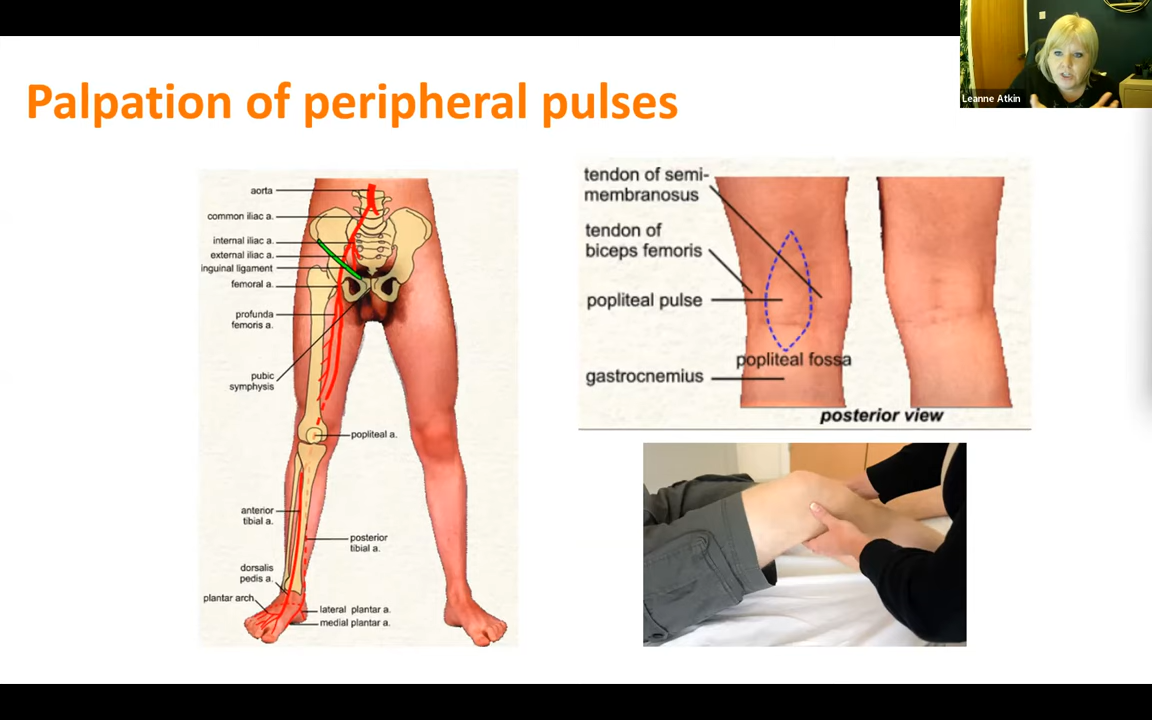 Leanne Atkin
Palpation of peripheral pulses
aorta
common iliac a.
internal iliac a.
external iliac a.
inguinal ligament
femoral a.
profunda
femoris a.
pubic
symphysis
popliteal a.
anterior
tibial a.
posterior
tibial a.
dorsalis
pedis a.
plantar arch
lateral plantar a.
medial plantar a.
tendon of semi-
membranosus
tendon of
biceps femoris
popliteal pulse
popliteal fossa
gastrocnemius
posterior view